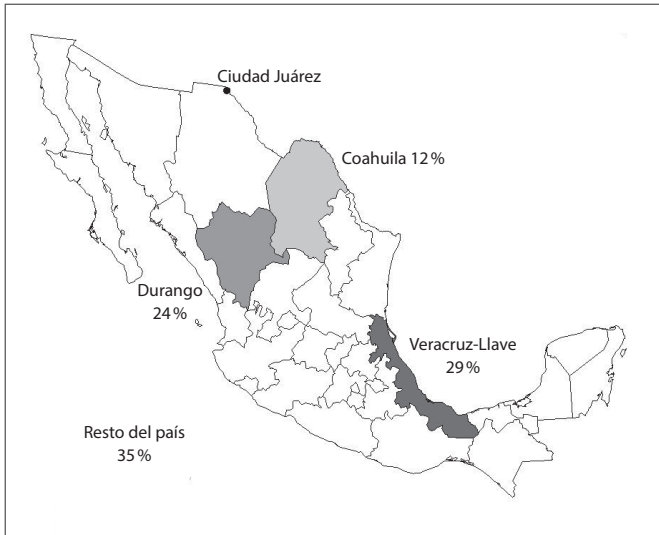 Ciudad Juárez
Coahuila 12%
Durango
24%
Veracruz-Llave
29%
Resto del país
35%